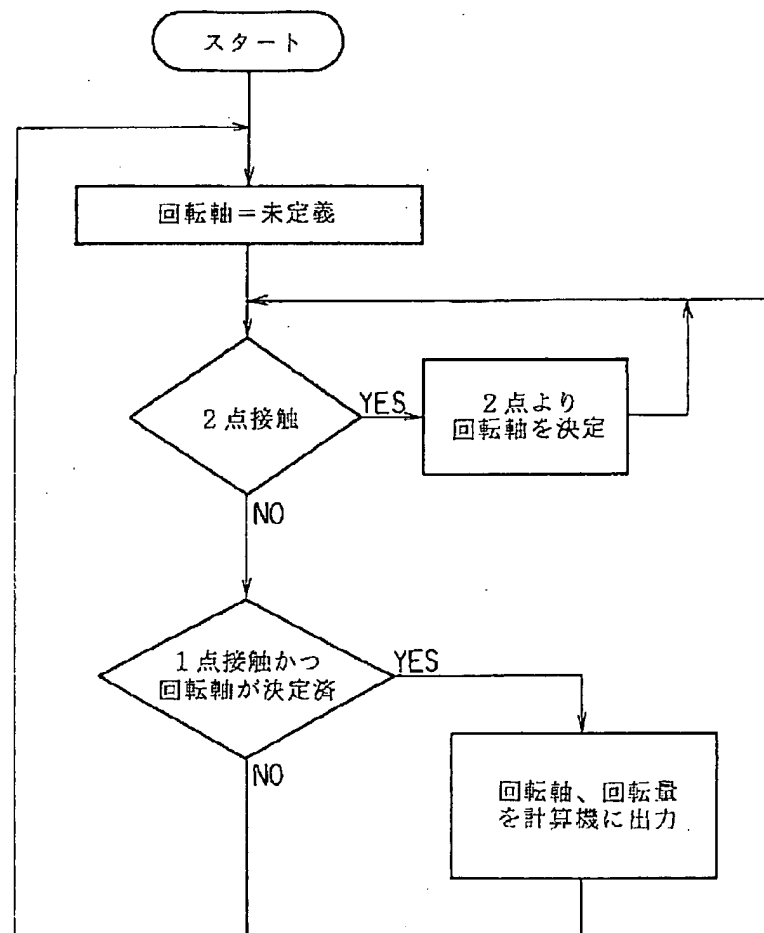 スタート
回転軸＝未定義
2点接触
YES
2点より
回転軸を決定
NO
1点接触かつ
回転軸が決定済
YES
NO
回転軸、回転量
を計算機に出力